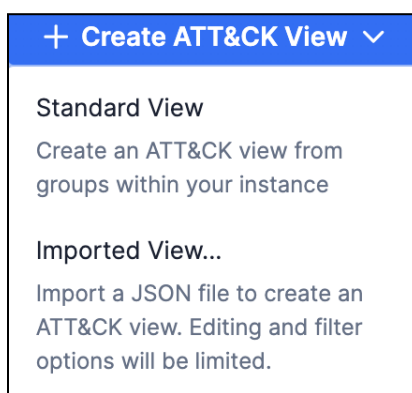 + Create ATT&CK View
Standard View
Create an ATT&CK view from
groups within your instance
Imported View...
Import a JSON file to create an
ATT&CK view. Editing and filter
options will be limited.